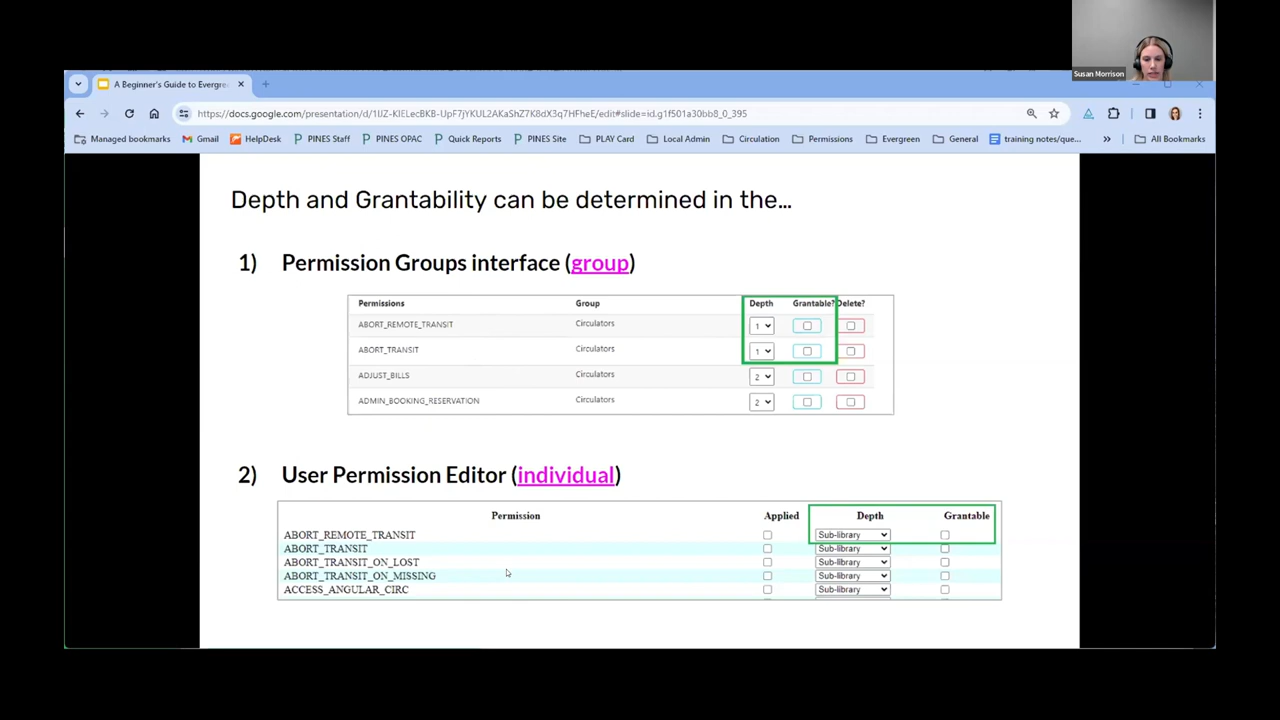 Susan Morrison
A Beginner's Guide to Evergree
https://docs.google.com/presentation/d/1lJZ-KIELecBKB-UpF7jYKUL2AKaShZ7K8dX3q7HFheE/edit#slide=id.g1f501a30bb8_0_395
Managed bookmarks Gmail HelpDesk PINES Staff PINES OPAC Quick Reports PINES Site PLAY Card Local Admin Circulation Permissions Evergreen General training notes/que... » All Bookmarks
Depth and Grantability can be determined in the...
1) Permission Groups interface (group)
Permissions Group Depth Grantable? Delete?
ABORT_REMOTE_TRANSIT Circulators 1
ABORT_TRANSIT Circulators 1
ADJUST_BILLS Circulators 2
ADMIN_BOOKING_RESERVATION Circulators 2
2) User Permission Editor (individual)
Permission Applied Depth Grantable
ABORT_REMOTE_TRANSIT Sub-library
ABORT_TRANSIT Sub-library
ABORT_TRANSIT_ON_LOST Sub-library
ABORT_TRANSIT_ON_MISSING Sub-library
ACCESS_ANGULAR_CIRC Sub-library